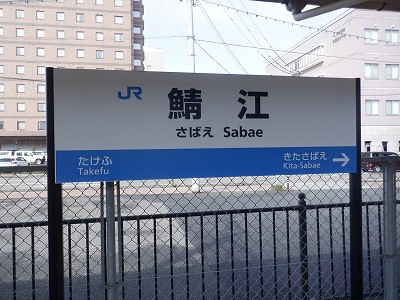 JR
鯖江
さばえ Sabae
たけふ
Takefu
きたさばえ
Kita-Sabae
→